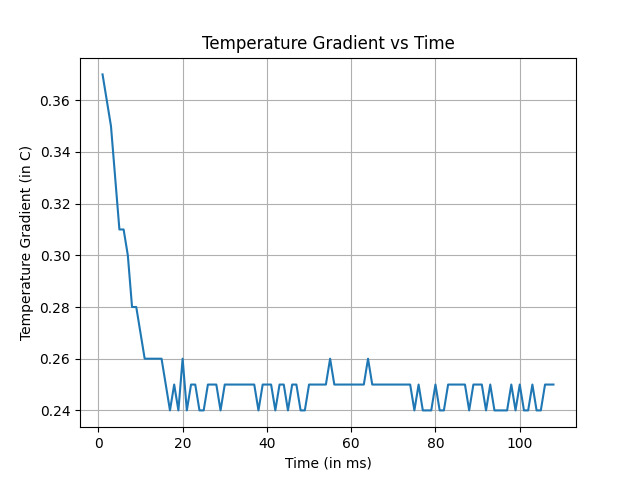 Temperature Gradient vs Time
Temperature Gradient (in C)
0.36
0.34
0.32
0.30
0.28
0.26
0.24
0 20 40 60 80 100
Time (in ms)